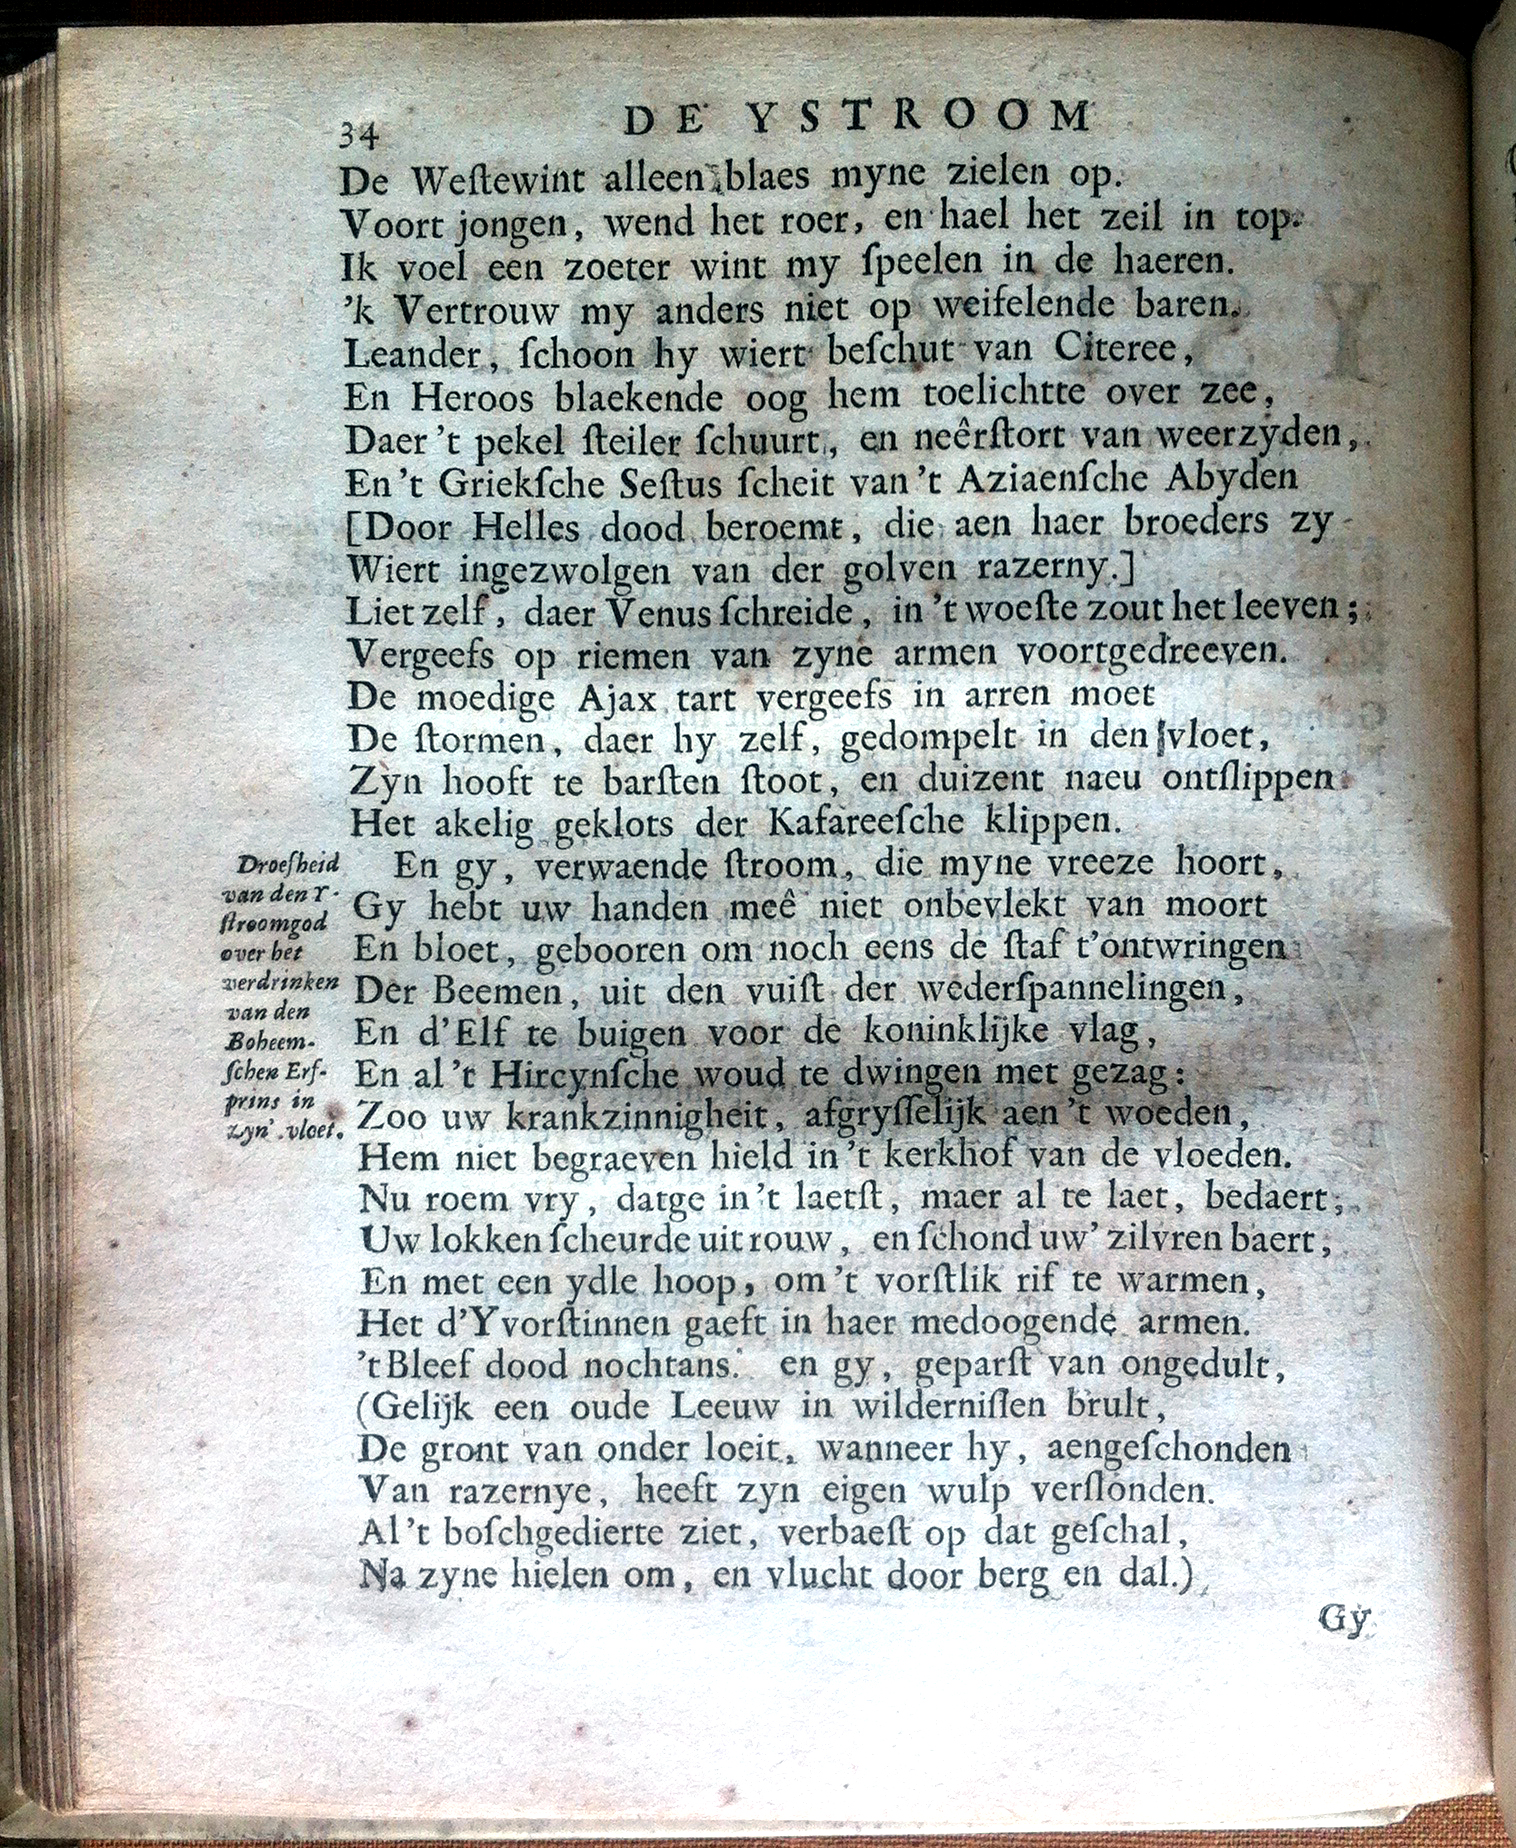 34
DE YSTROOM
De Weſtewint alleen blaes myne zielen op.
Voort jongen, wend het roer, en hael het zeil in top.
Ik voel een zoeter wint my ſpeelen in de haeren.
'k Vertrouw my anders niet op weifelende baren.
Leander, ſchoon hy wiert beſchut van Citeree,
En Heroos blaekende oog hem toelichtte over zee,
Daer 't pekel ſteiler ſchuurt, en neêrſtort van weerzyden,
En 't Griekſche Seſtus ſcheit van 't Aziaenſche Abyden
[Door Helles dood beroemt, die aen haer broeders zy
Wiert ingezwolgen van der golven razerny.]
Liet zelf, daer Venus ſchreide, in 't woeſte zout het leeven;
Vergeefs op riemen van zyne armen voortgedreeven.
De moedige Ajax tart vergeefs in arren moet
De ſtormen, daer hy zelf, gedompelt in den vloet,
Zyn hooft te barſten ſtoot, en duizent naeu ontſlippen
Het akelig geklots der Kafareeſche klippen.
En gy, verwaende ſtroom, die myne vreeze hoort,
Gy hebt uw handen meê niet onbevlekt van moort
En bloet, gebooren om noch eens de ſtaf t'ontwringen
Der Beemen, uit den vuiſt der wederſpannelingen,
En d'Elf te buigen voor de koninklijke vlag,
En al 't Hircynſche woud te dwingen met gezag:
Zoo uw krankzinnigheit, afgryſſelijk aen 't woeden,
Hem niet begraeven hield in 't kerkhof van de vloeden.
Nu roem vry, datge in 't laetſt, maer al te laet, bedaert,
Uw lokken ſcheurde uit rouw, en ſchond uw' zilvren baert,
En met een ydle hoop, om 't vorſtlik rif te warmen,
Het d'Yvorſtinnen gaeft in haer medoogende armen.
't Bleef dood nochtans. en gy, geparſt van ongedult,
(Gelijk een oude Leeuw in wilderniſſen brult,
De gront van onder loeit, wanneer hy, aengeſchonden
Van razernye, heeft zyn eigen wulp verſlonden.
Al 't boſchgedierte ziet, verbaeſt op dat geſchal,
Na zyne hielen om, en vlucht door berg en dal.)
Gy
Droefheid
van den Y-
ſtroomgod
over het
verdrinken
van den
Boheem-
ſchen Erf-
prins in
zyn' vloet.